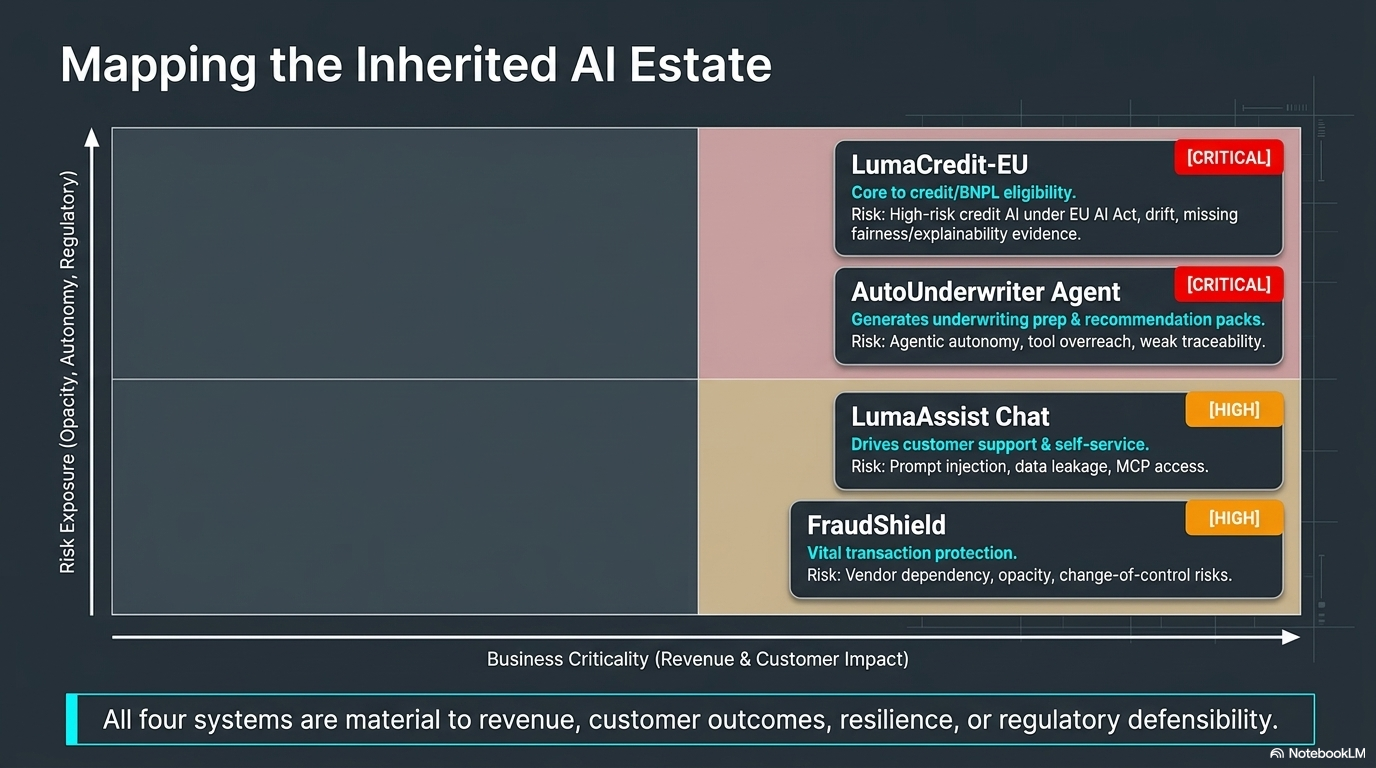 Mapping the Inherited AI Estate
Risk Exposure (Opacity, Autonomy, Regulatory)
LumaCredit-EU
[CRITICAL]
Core to credit/BNPL eligibility.
Risk: High-risk credit AI under EU AI Act, drift, missing
fairness/explainability evidence.
AutoUnderwriter Agent
[CRITICAL]
Generates underwriting prep & recommendation packs.
Risk: Agentic autonomy, tool overreach, weak traceability.
LumaAssist Chat
[HIGH]
Drives customer support & self-service.
Risk: Prompt injection, data leakage, MCP access.
FraudShield
[HIGH]
Vital transaction protection.
Risk: Vendor dependency, opacity, change-of-control risks.
Business Criticality (Revenue & Customer Impact)
All four systems are material to revenue, customer outcomes, resilience, or regulatory defensibility.
NotebookLM